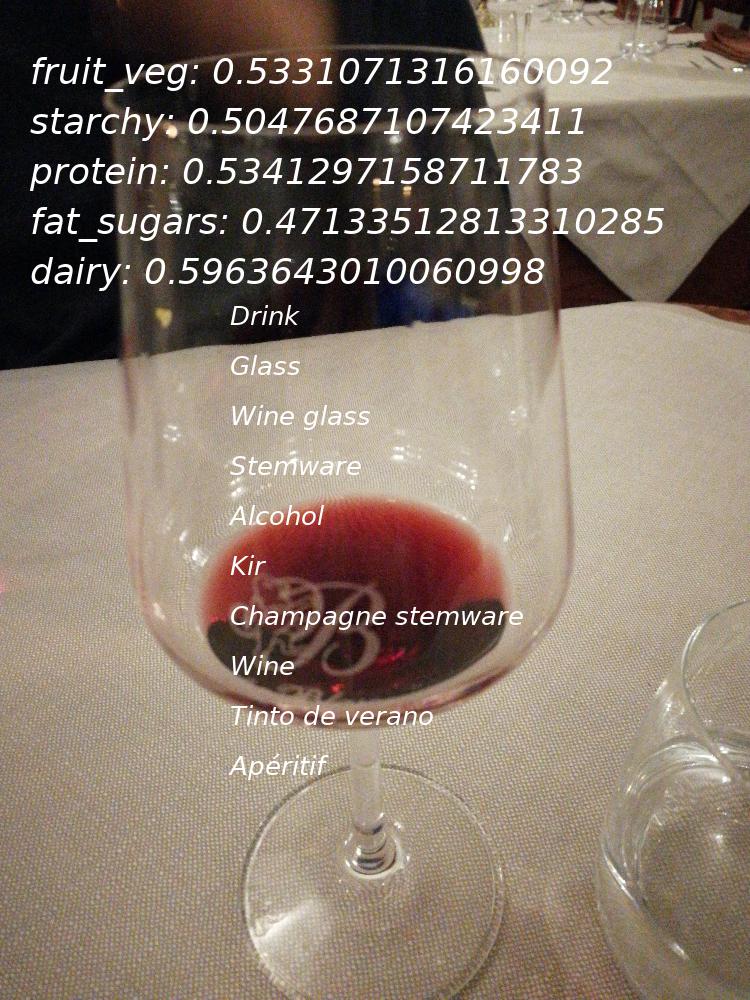 fruit_veg: 0.5331071316160092
starchy: 0.5047687107423411
protein: 0.5341297158711783
fat_sugars: 0.47133512813310285
dairy: 0.5963643010060998
Drink
Glass
Wine glass
Stemware
Alcohol
Kir
Champagne stemware
Wine
Tinto de verano
Apéritif